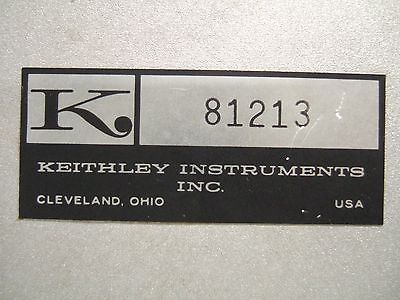 K. 81213
KEITHLEY INSTRUMENTS
INC.
CLEVELAND, OHIO USA